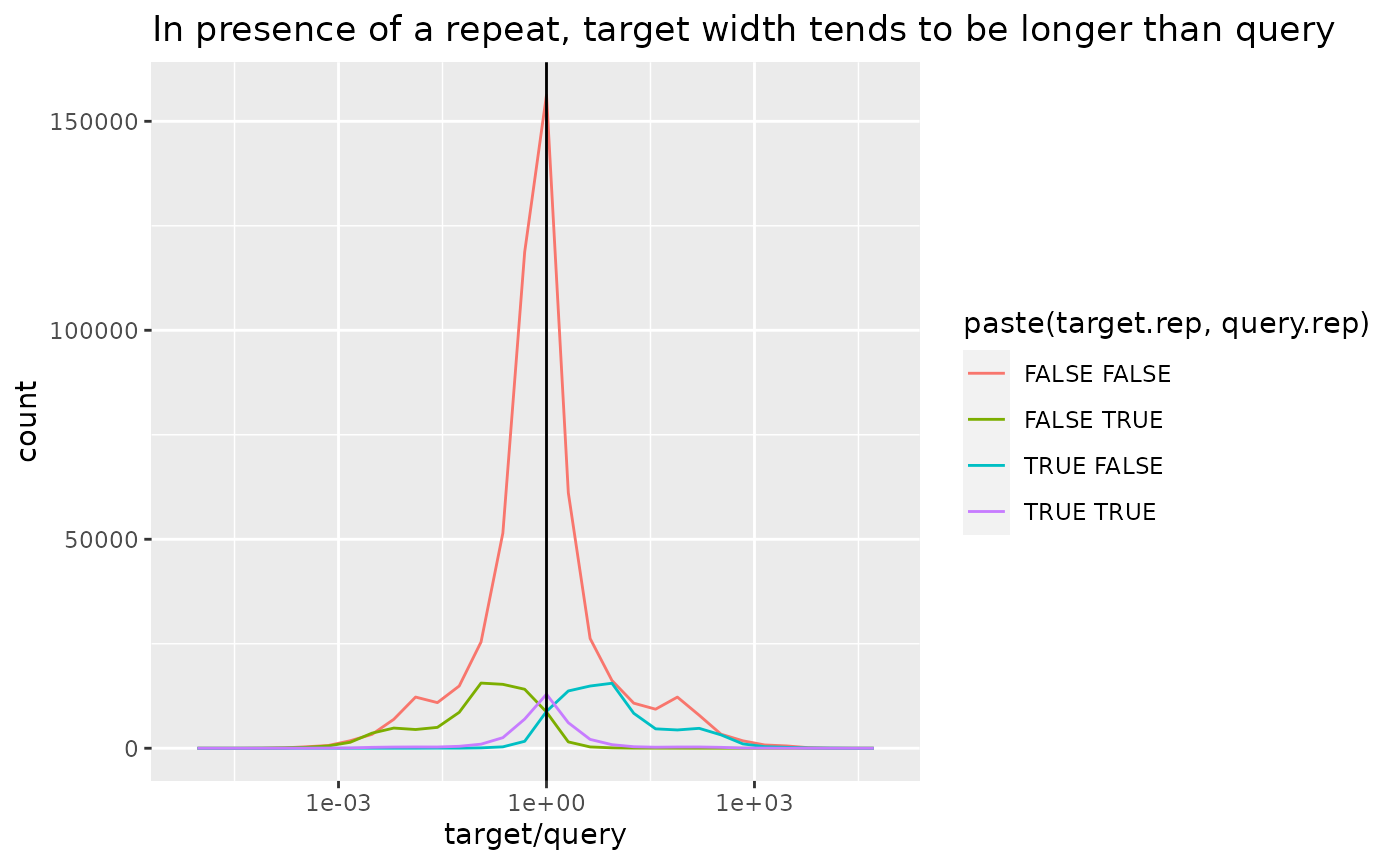 In presence of a repeat, target width tends to be longer than query
150000
100000
50000
0
count
1e-03
1e+00
1e+03
target/query
paste(target.rep, query.rep)
FALSE FALSE
FALSE TRUE
TRUE FALSE
TRUE TRUE